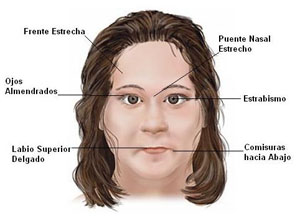 Frente Estrecha
Puente Nasal
Estrecho
Ojos
Almendrados
Estrabismo
Labio Superior
Delgado
Comisuras
hacia Abajo